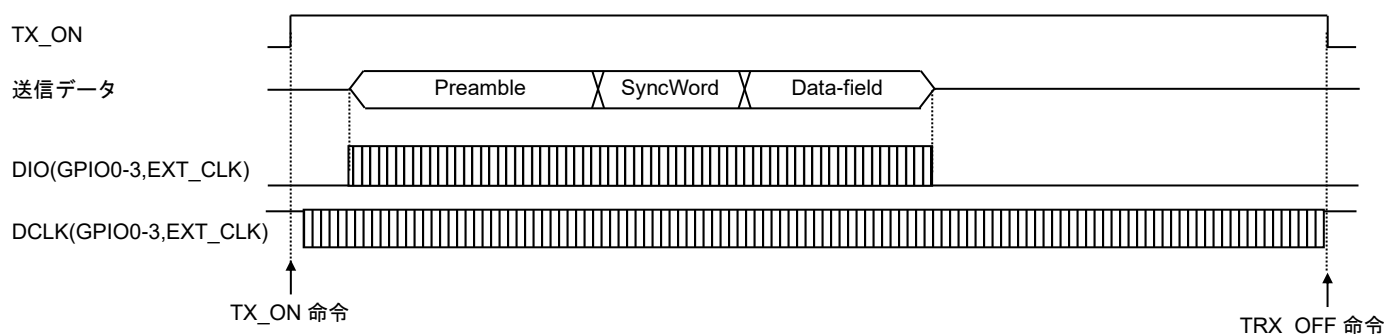 TX_ON
送信データ
Preamble
SyncWord
Data-field
DIO(GPIO0-3,EXT_CLK)
DCLK(GPIO0-3,EXT_CLK)
TX_ON 命令
TRX_OFF 命令